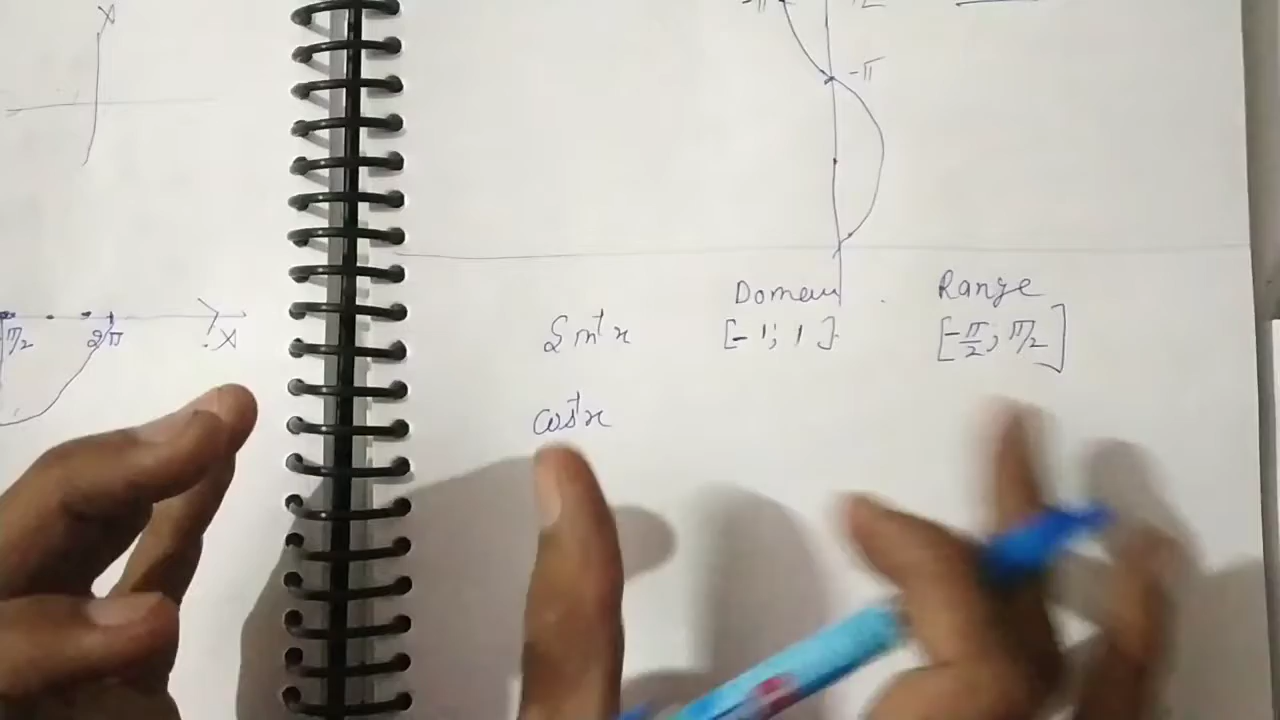 X
π/2 2π X
-π
Domain Range
Sin⁻¹x [-1; 1] [-π/2; π/2]
cos⁻¹x